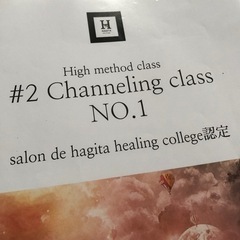 H
High method class
#2 Channeling class
NO.1
salon de hagita healing college認定